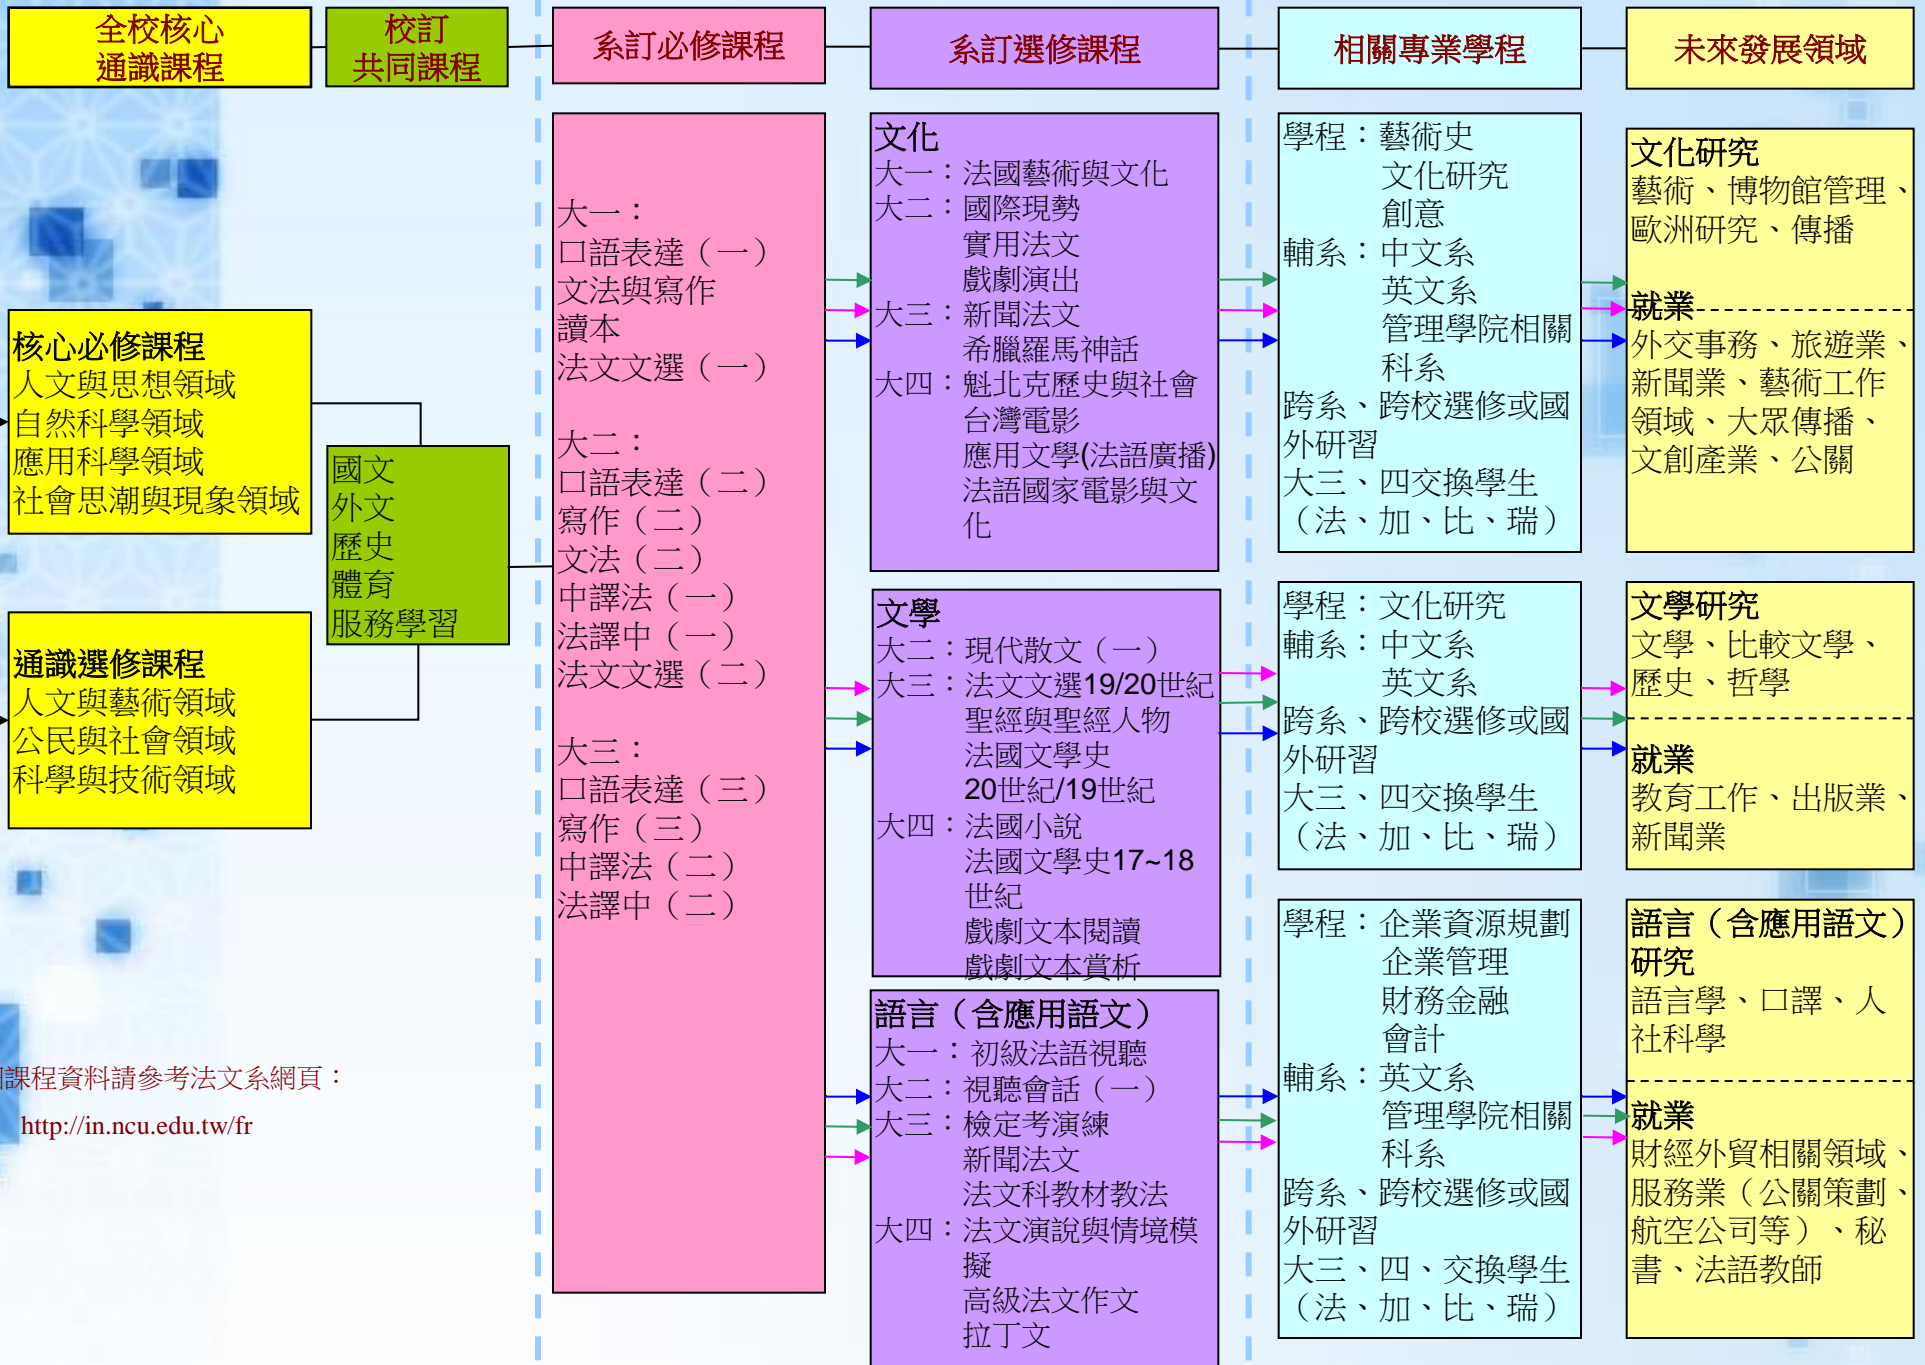 全校核心
通識課程
校訂
共同課程
系訂必修課程
系訂選修課程
相關專業學程
未來發展領域
核心必修課程
人文與思想領域
自然科學領域
應用科學領域
社會思潮與現象領域
通識選修課程
人文與藝術領域
公民與社會領域
科學與技術領域
課程資料請參考法文系網頁：
http://in.ncu.edu.tw/fr
國文
外文
歷史
體育
服務學習
大一：
口語表達（一）
文法與寫作
讀本
法文文選（一）
大二：
口語表達（二）
寫作（二）
文法（二）
中譯法（一）
法譯中（一）
法文文選（二）
大三：
口語表達（三）
寫作（三）
中譯法（二）
法譯中（二）
文化
大一：法國藝術與文化
大二：國際現勢
實用法文
戲劇演出
大三：新聞法文
希臘羅馬神話
大四：魁北克歷史與社會
台灣電影
應用文學(法語廣播)
法語國家電影與文
化
文學
大二：現代散文（一）
大三：法文文選19/20世紀
聖經與聖經人物
法國文學史
20世紀/19世紀
大四：法國小說
法國文學史17~18
世紀
戲劇文本閱讀
戲劇文本賞析
語言（含應用語文）
大一：初級法語視聽
大二：視聽會話（一）
大三：檢定考演練
新聞法文
法文科教材教法
大四：法文演說與情境模
擬
高級法文作文
拉丁文
學程：藝術史
文化研究
創意
輔系：中文系
英文系
管理學院相關
科系
跨系、跨校選修或國
外研習
大三、四交換學生
（法、加、比、瑞）
學程：文化研究
輔系：中文系
英文系
跨系、跨校選修或國
外研習
大三、四交換學生
（法、加、比、瑞）
學程：企業資源規劃
企業管理
財務金融
會計
輔系：英文系
管理學院相關
科系
跨系、跨校選修或國
外研習
大三、四、交換學生
（法、加、比、瑞）
文化研究
藝術、博物館管理、
歐洲研究、傳播
就業
外交事務、旅遊業、
新聞業、藝術工作
領域、大眾傳播、
文創產業、公關
文學研究
文學、比較文學、
歷史、哲學
就業
教育工作、出版業、
新聞業
語言（含應用語文）
研究
語言學、口譯、人
社科學
就業
財經外貿相關領域、
服務業（公關策劃、
航空公司等）、秘
書、法語教師